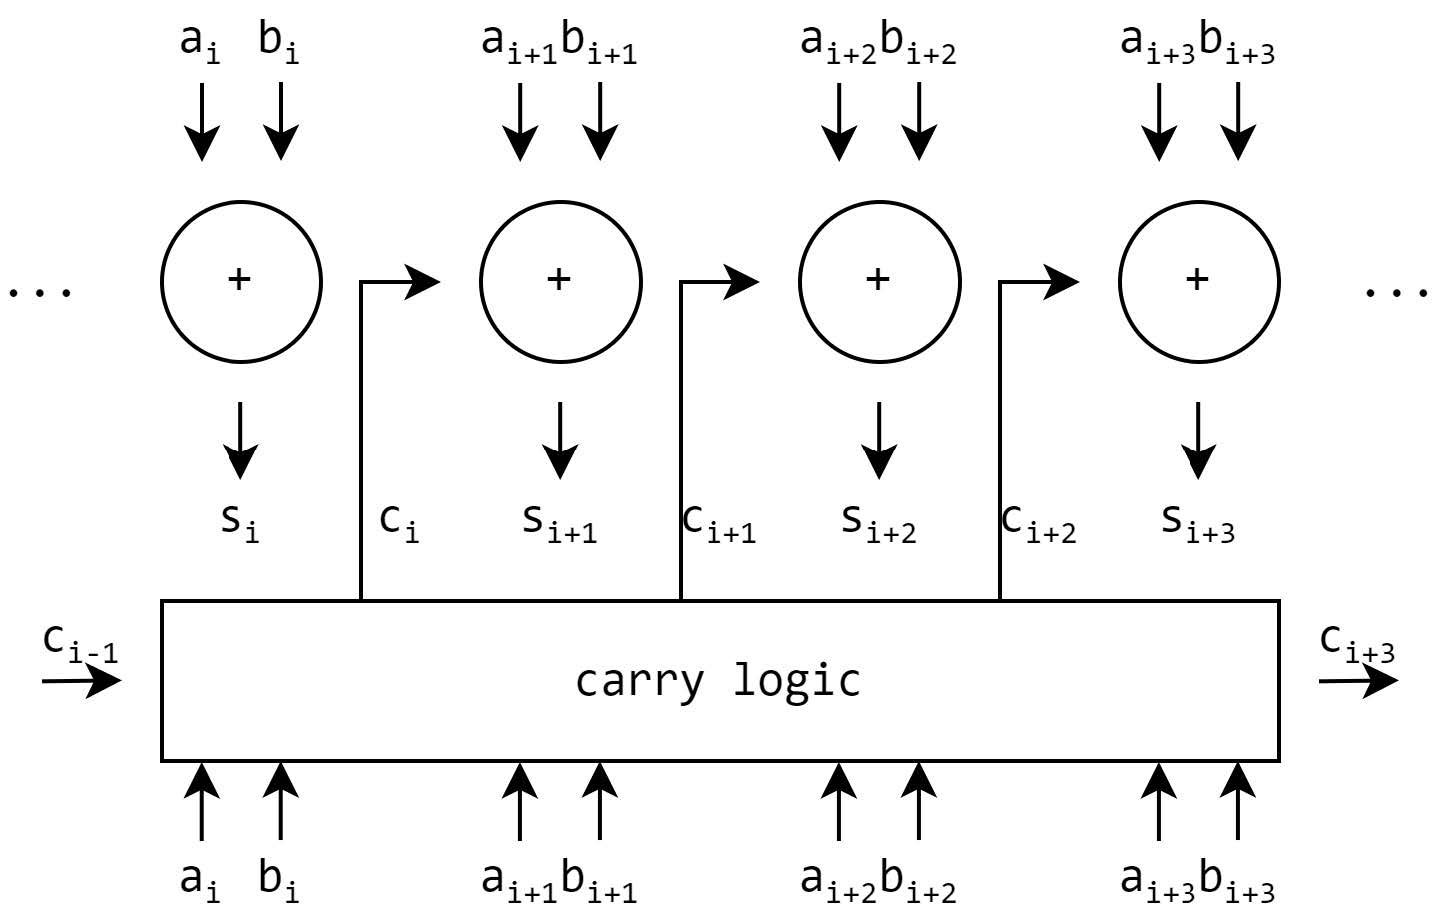 a_i b_i a_{i+1} b_{i+1} a_{i+2} b_{i+2} a_{i+3} b_{i+3}
... + + + + ...
s_i c_i s_{i+1} c_{i+1} s_{i+2} c_{i+2} s_{i+3}
c_{i-1} c_{i+3}
carry logic
a_i b_i a_{i+1} b_{i+1} a_{i+2} b_{i+2} a_{i+3} b_{i+3}